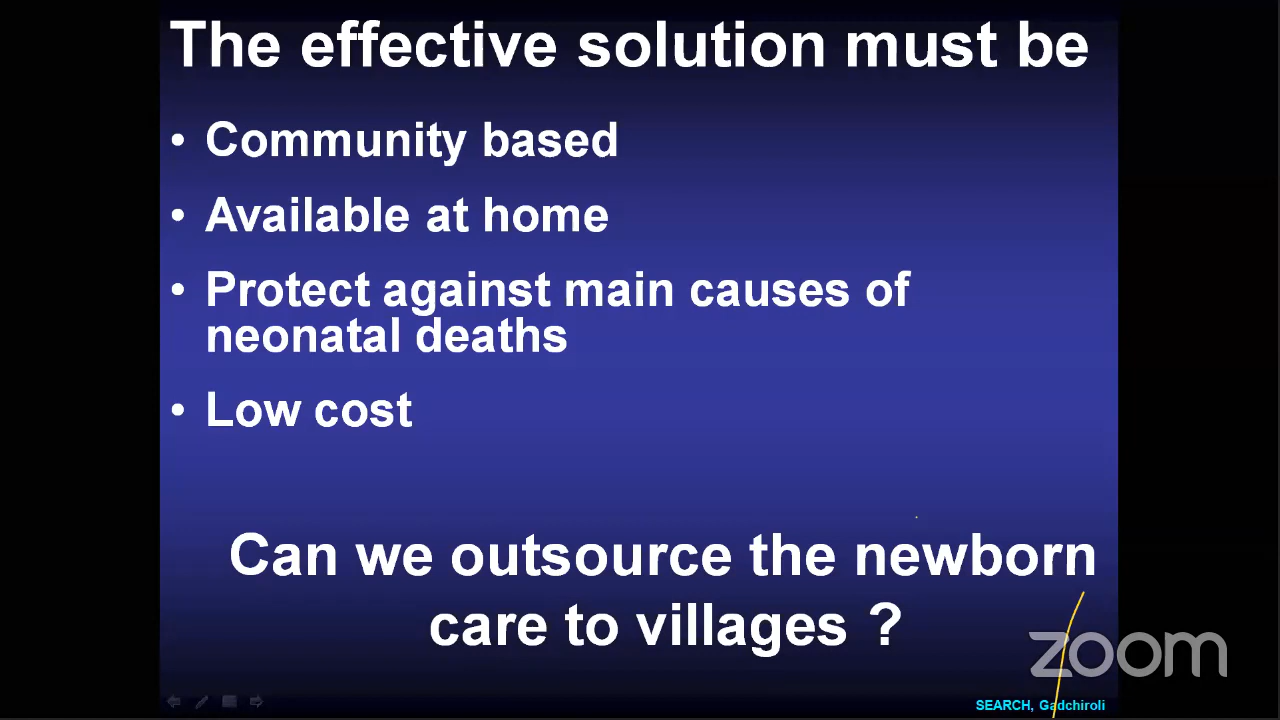 The effective solution must be
• Community based
• Available at home
• Protect against main causes of
neonatal deaths
• Low cost
Can we outsource the newborn
care to villages ?
zoom
SEARCH, Gadchiroli